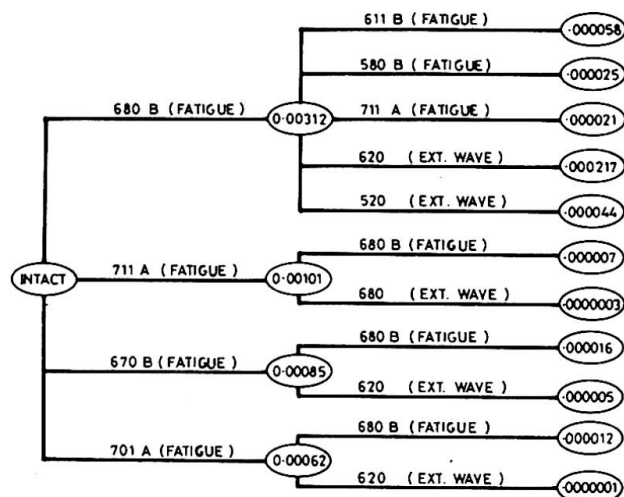 611 B (FATIGUE) ·000058
580 B (FATIGUE) ·000025
680 B (FATIGUE) 0·00312 711 A (FATIGUE) ·000021
620 (EXT. WAVE) ·000217
520 (EXT. WAVE) ·000044
680 B (FATIGUE) ·000007
INTACT 711 A (FATIGUE) 0·00101
680 (EXT. WAVE) ·0000003
680 B (FATIGUE) ·000016
670 B (FATIGUE) 0·00085
620 (EXT. WAVE) ·000005
680 B (FATIGUE) ·000012
701 A (FATIGUE) 0·00062
620 (EXT. WAVE) ·0000001